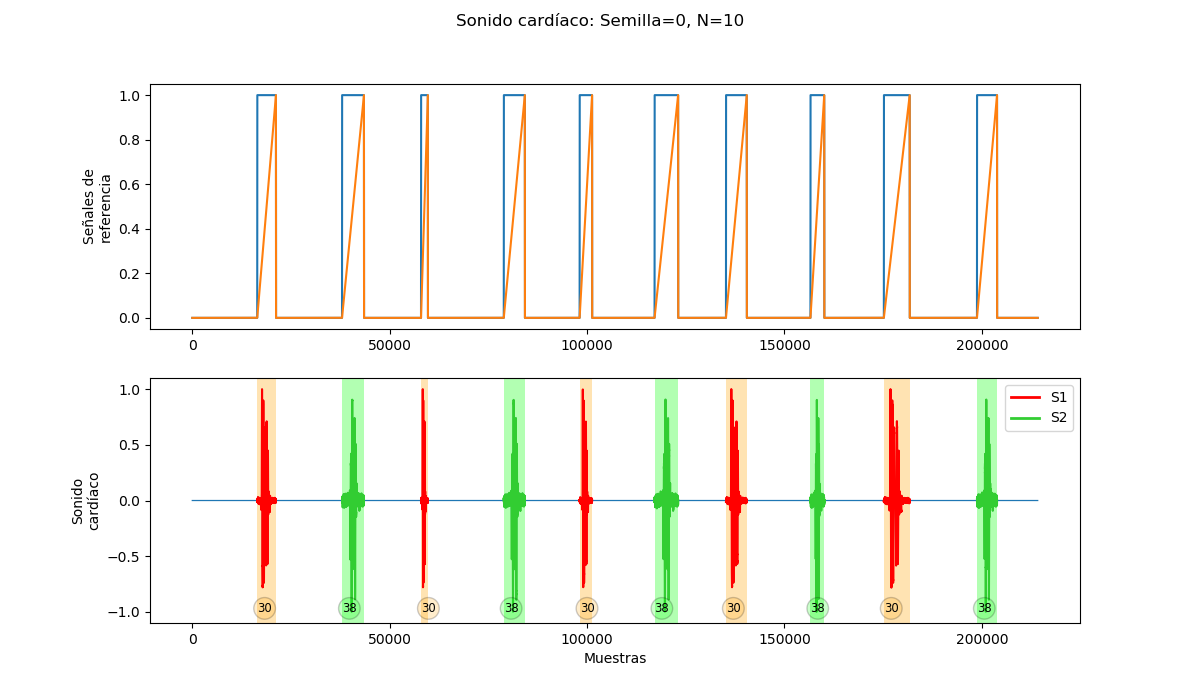 Sonido cardíaco: Semilla=0, N=10
1.0
0.8
0.6
0.4
0.2
0.0
Señales de
referencia
0 50000 100000 150000 200000
1.0
0.5
0.0
−0.5
−1.0
Sonido
cardíaco
S1
S2
30 38 30 38 30 38 30 38 30 38
0 50000 100000 150000 200000
Muestras